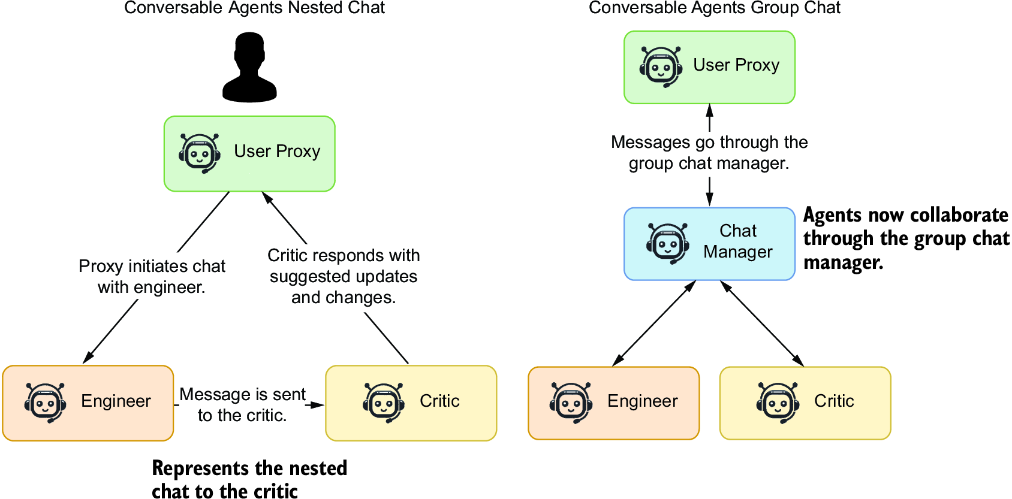 Conversable Agents Nested Chat
User Proxy
Proxy initiates chat
with engineer.
Critic responds with
suggested updates
and changes.
Engineer
Message is sent
to the critic.
Critic
Represents the nested
chat to the critic
Conversable Agents Group Chat
User Proxy
Messages go through the
group chat manager.
Chat
Manager
Agents now collaborate
through the group chat
manager.
Engineer
Critic